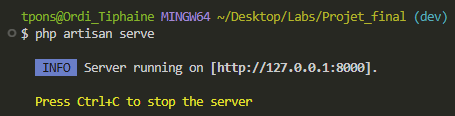 tpons@Ordi_Tiphaine MINGW64 ~/Desktop/Labs/Projet_final (dev)
$ php artisan serve
INFO Server running on [http://127.0.0.1:8000].
Press Ctrl+C to stop the server